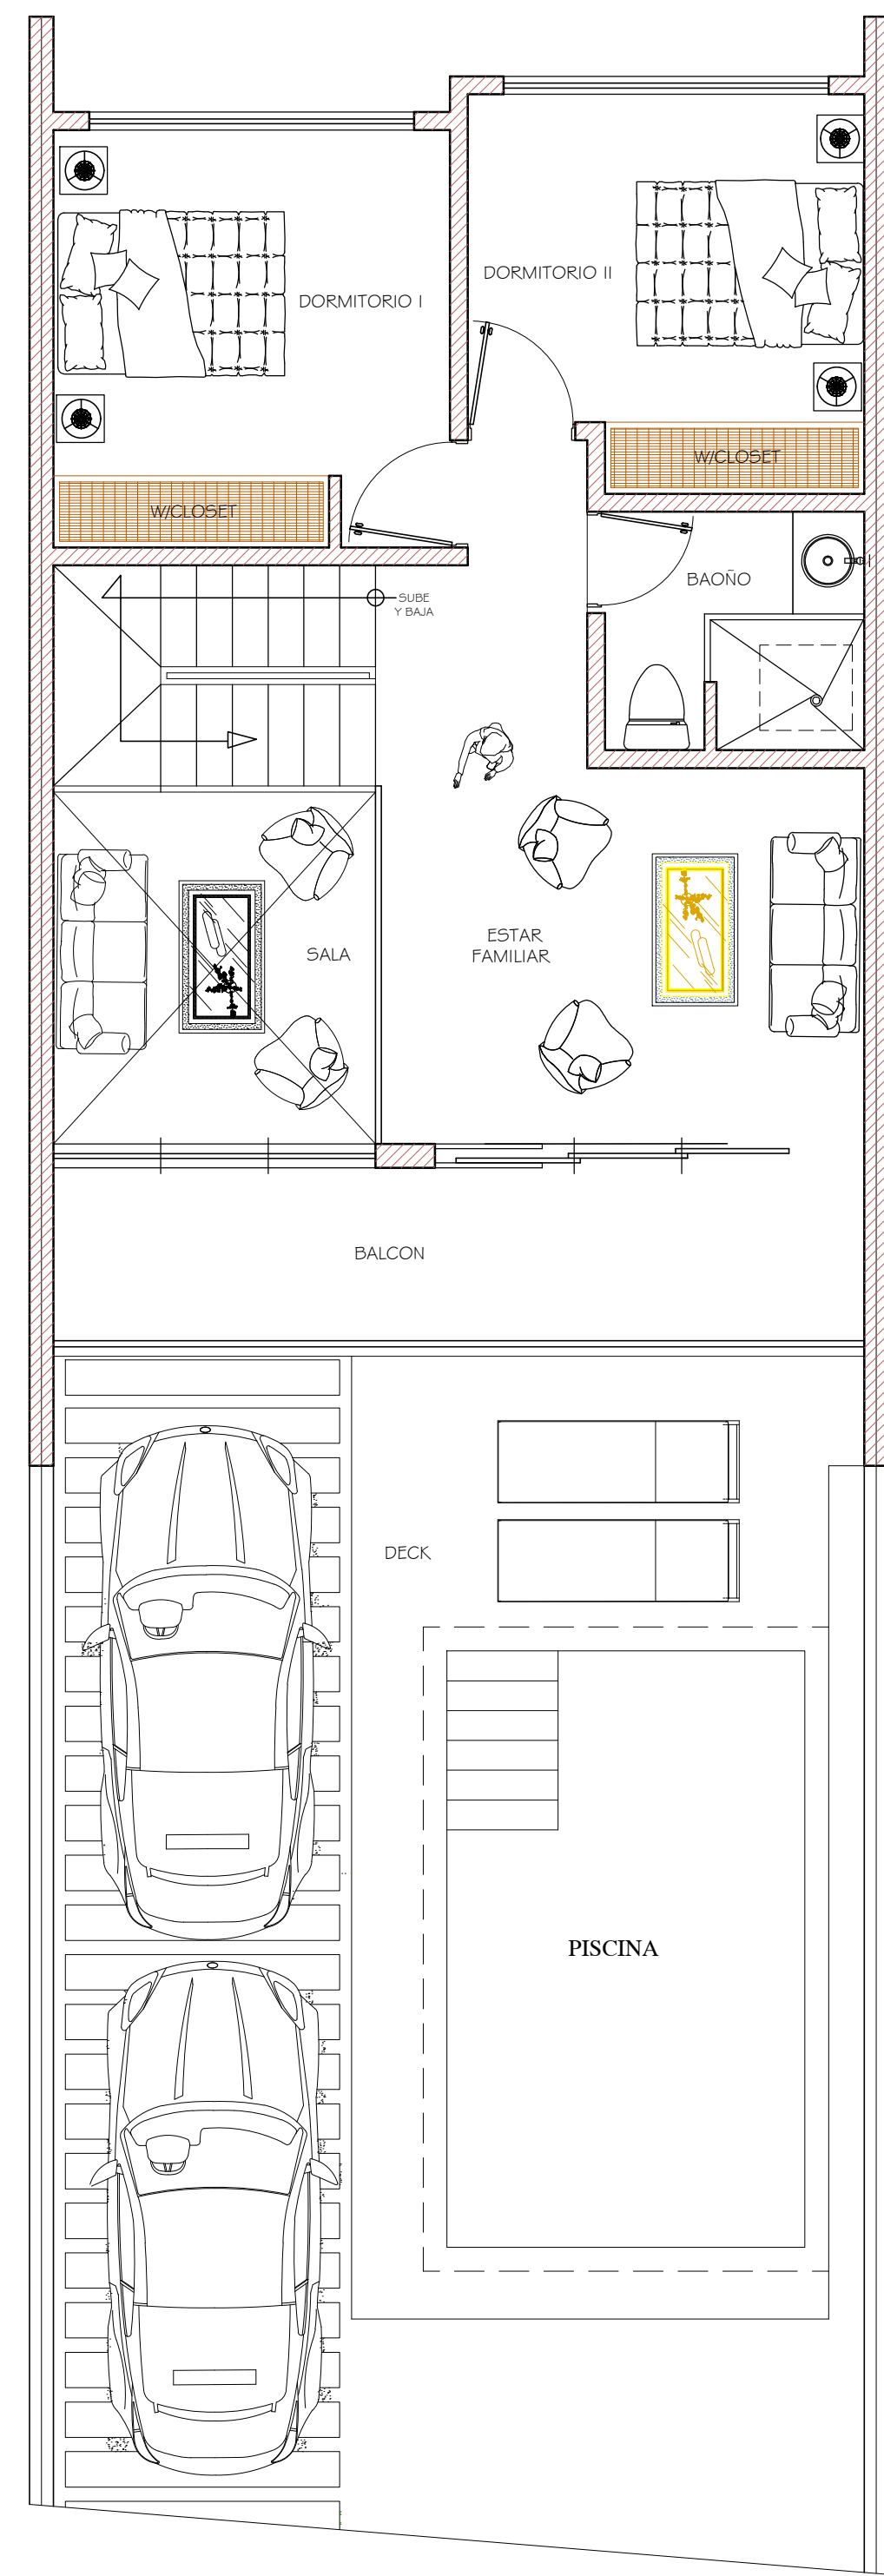 DORMITORIO II
DORMITORIO I
W/CLOSET
W/CLOSET
BAOÑO
SUBE
Y BAJA
ESTAR
FAMILIAR
SALA
BALCON
DECK
PISCINA